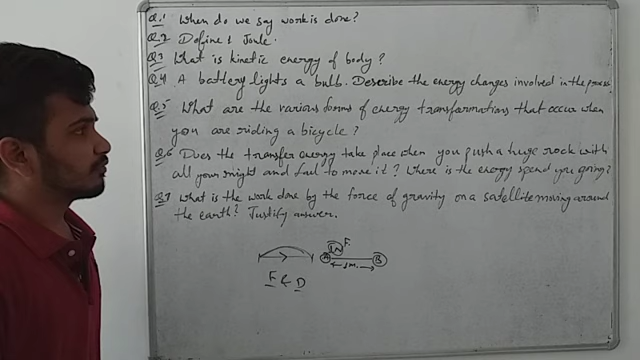 Q.1 When do we say work is done?
Q.2 Define 1 Joule.
Q.3 What is kinetic energy of body?
Q.4 A battery lights a bulb. Describe the energy changes involved in the process
Q.5 What are the various forms of energy transformations that occur when
you are riding a bicycle?
Q.6 Does the transfer energy take place when you push a huge rock with
all your might and fail to move it? Where is the energy spend you going?
Q.7 What is the work done by the force of gravity on a satellite moving around
the earth? Justify answer.
1N F.
A 1m. B
F & D